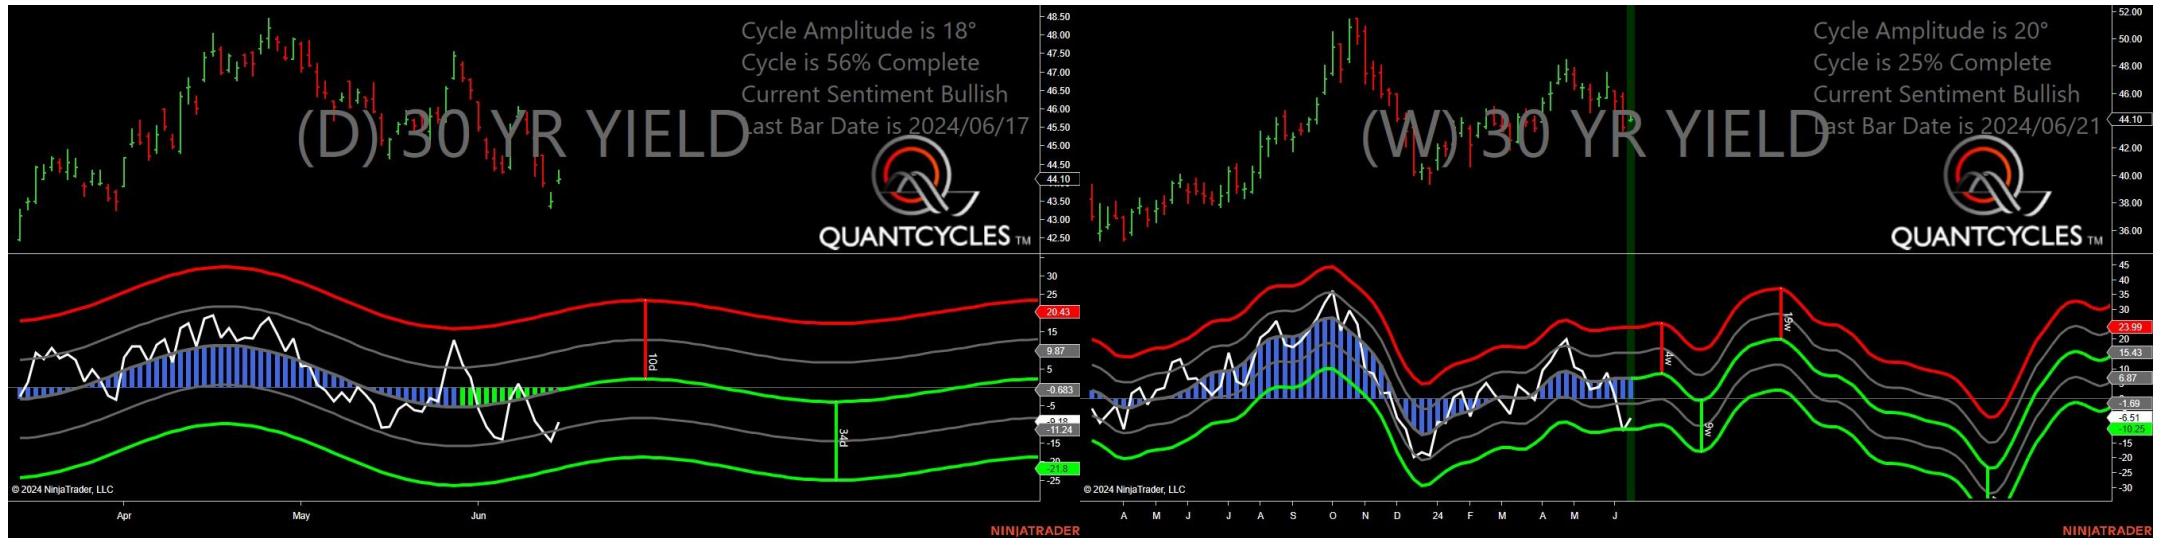 Cycle Amplitude is 18°
Cycle is 56% Complete
Current Sentiment Bullish
Last Bar Date is 2024/06/17
(D) 30 YR YIELD
QUANTCYCLES TM
48.50
48.00
47.50
47.00
46.50
46.00
45.50
45.00
44.50
44.10
43.50
43.00
42.50
30
25
20.43
15
9.87
5
-0.683
-5
-11.24
-15
-21.8
-25
10d
34d
© 2024 NinjaTrader, LLC
Apr
May
Jun
NINJATRADER
Cycle Amplitude is 20°
Cycle is 25% Complete
Current Sentiment Bullish
Last Bar Date is 2024/06/21
(W) 30 YR YIELD
QUANTCYCLES TM
52.00
50.00
48.00
46.00
44.10
42.00
40.00
38.00
36.00
45
40
35
30
23.99
20
15.43
10
6.87
-1.69
-6.51
-10.25
-15
-20
-25
-30
4w
9w
19w
© 2024 NinjaTrader, LLC
A M J J A S O N D 24 F M A M J
NINJATRADER